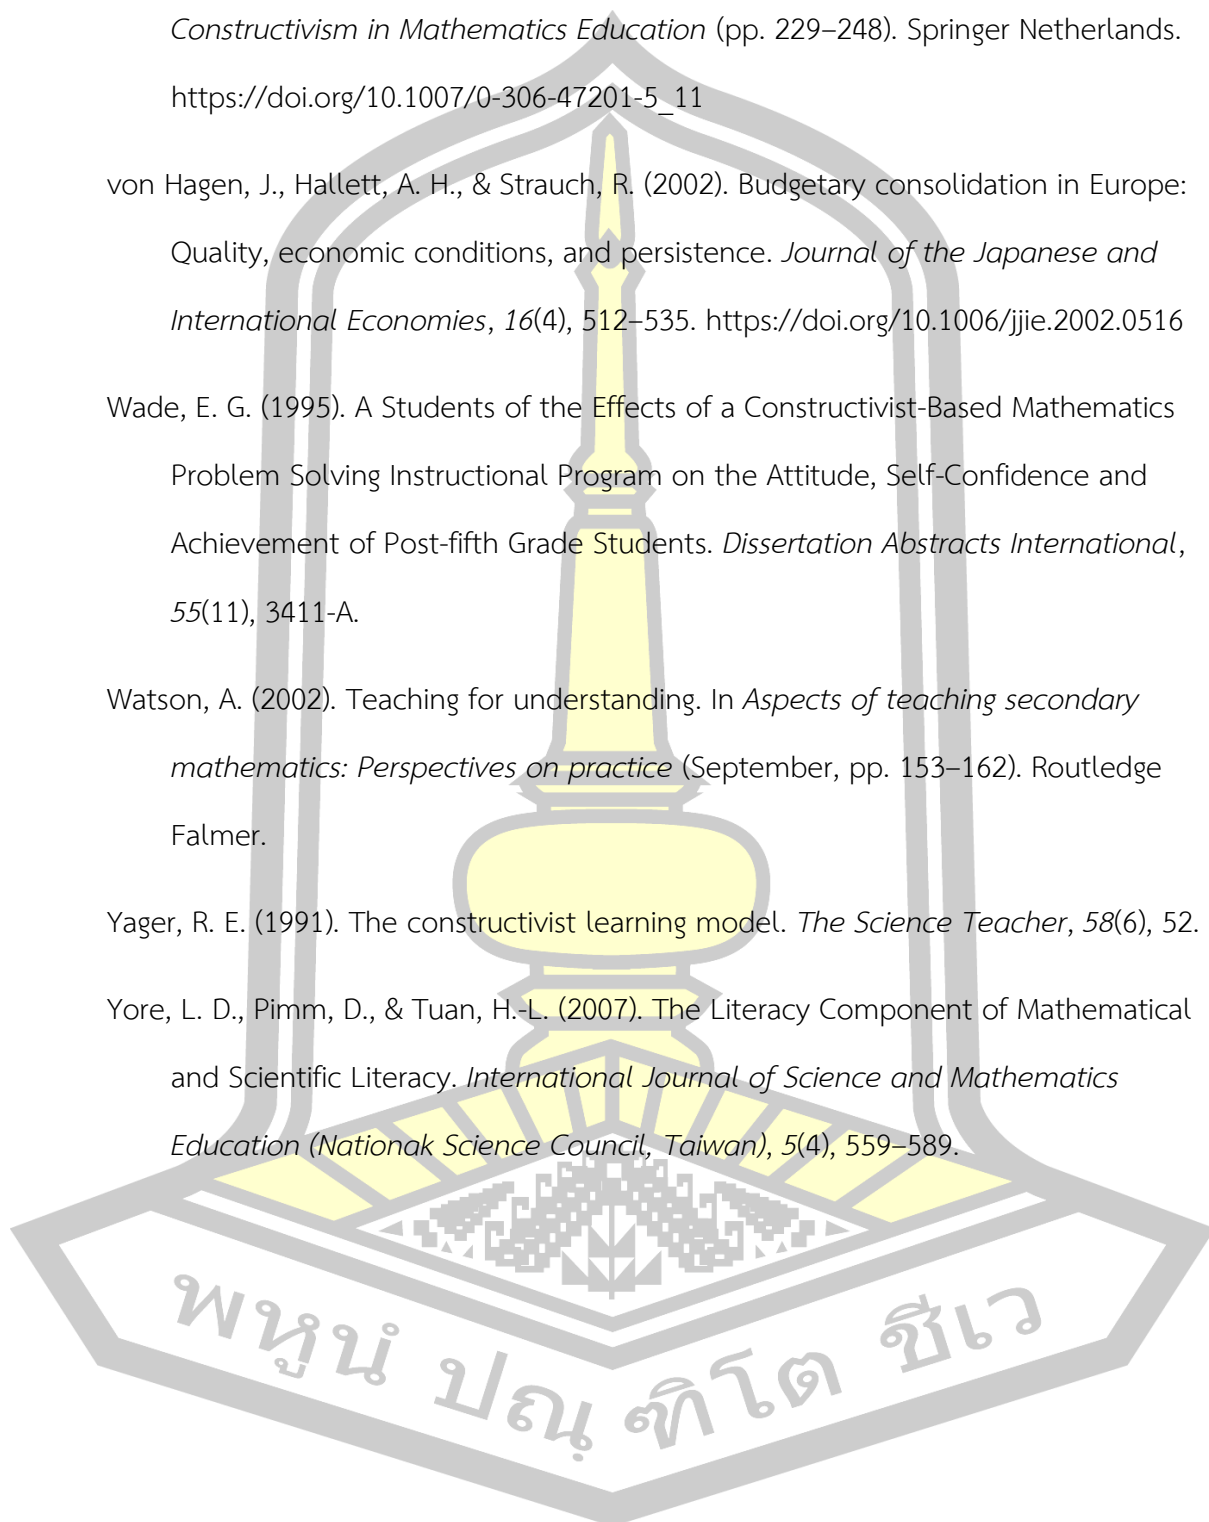 Constructivism in Mathematics Education (pp. 229–248). Springer Netherlands.
https://doi.org/10.1007/0-306-47201-5_11
von Hagen, J., Hallett, A. H., & Strauch, R. (2002). Budgetary consolidation in Europe:
Quality, economic conditions, and persistence. Journal of the Japanese and
International Economies, 16(4), 512–535. https://doi.org/10.1006/jjie.2002.0516
Wade, E. G. (1995). A Students of the Effects of a Constructivist-Based Mathematics
Problem Solving Instructional Program on the Attitude, Self-Confidence and
Achievement of Post-fifth Grade Students. Dissertation Abstracts International,
55(11), 3411-A.
Watson, A. (2002). Teaching for understanding. In Aspects of teaching secondary
mathematics: Perspectives on practice (September, pp. 153–162). Routledge
Falmer.
Yager, R. E. (1991). The constructivist learning model. The Science Teacher, 58(6), 52.
Yore, L. D., Pimm, D., & Tuan, H.-L. (2007). The Literacy Component of Mathematical
and Scientific Literacy. International Journal of Science and Mathematics
Education (Nationak Science Council, Taiwan), 5(4), 559–589.
พหูนํ ปณฺฑิโต ชีเว